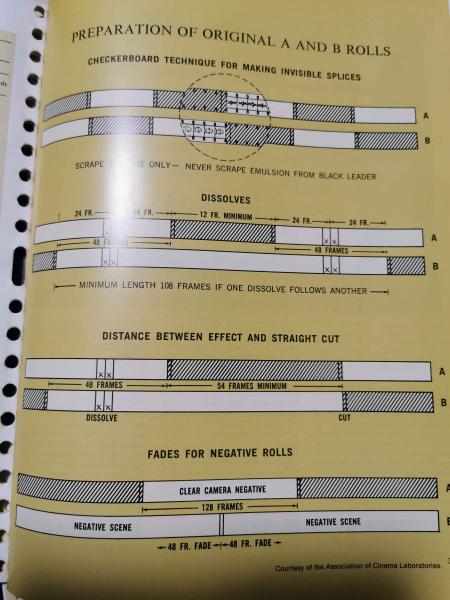 PREPARATION OF ORIGINAL A AND B ROLLS
CHECKERBOARD TECHNIQUE FOR MAKING INVISIBLE SPLICES
A
B
SCRAPE ONLY — NEVER SCRAPE EMULSION FROM BLACK LEADER
DISSOLVES
24 FR. 24 FR. 12 FR. MINIMUM 24 FR. 24 FR.
X X X
A
48 FRAMES 48 FRAMES
X X X X
B
MINIMUM LENGTH 108 FRAMES IF ONE DISSOLVE FOLLOWS ANOTHER
DISTANCE BETWEEN EFFECT AND STRAIGHT CUT
X X
A
48 FRAMES 54 FRAMES MINIMUM
X X
B
DISSOLVE CUT
FADES FOR NEGATIVE ROLLS
CLEAR CAMERA NEGATIVE
A
128 FRAMES
NEGATIVE SCENE NEGATIVE SCENE
B
48 FR. FADE 48 FR. FADE
Courtesy of the Association of Cinema Laboratories.